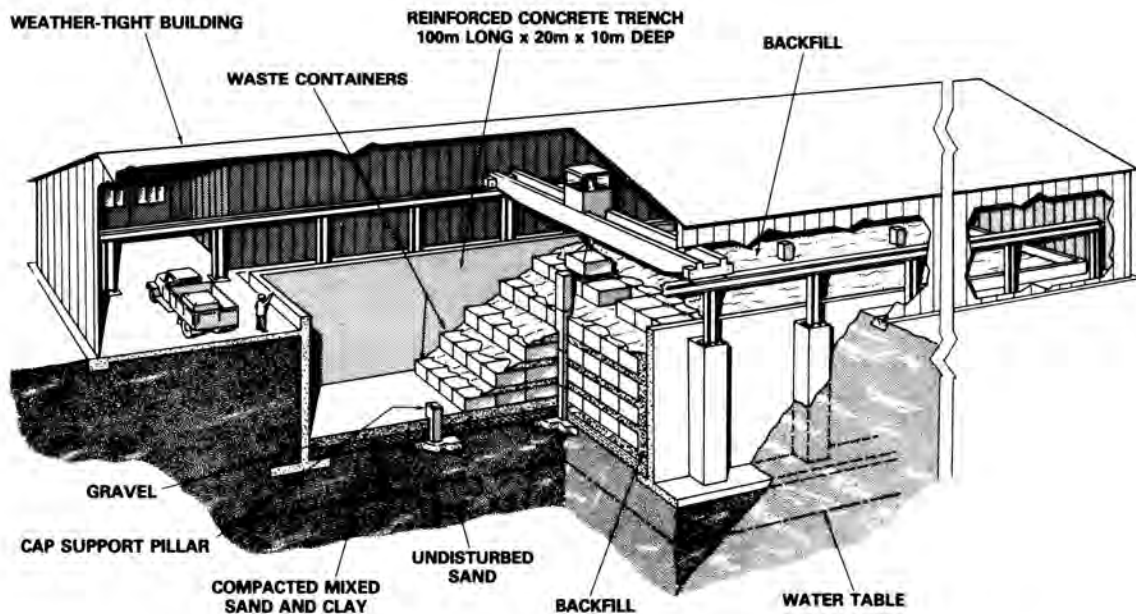 WEATHER-TIGHT BUILDING
REINFORCED CONCRETE TRENCH
100m LONG x 20m x 10m DEEP
BACKFILL
WASTE CONTAINERS
GRAVEL
CAP SUPPORT PILLAR
COMPACTED MIXED
SAND AND CLAY
UNDISTURBED
SAND
BACKFILL
WATER TABLE